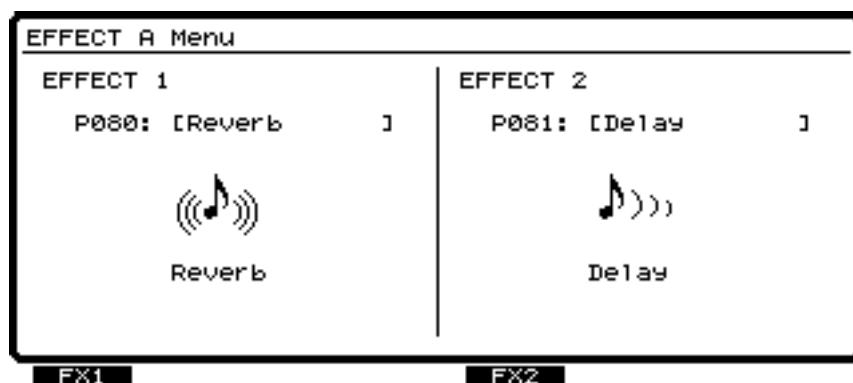 EFFECT A Menu
EFFECT 1
P080: [Reverb ]
Reverb
EFFECT 2
P081: [Delay ]
Delay
FX1
FX2